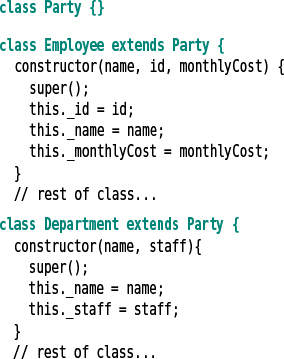 class Party {}
class Employee extends Party {
constructor(name, id, monthlyCost) {
super();
this._id = id;
this._name = name;
this._monthlyCost = monthlyCost;
}
// rest of class...
class Department extends Party {
constructor(name, staff){
super();
this._name = name;
this._staff = staff;
}
// rest of class...